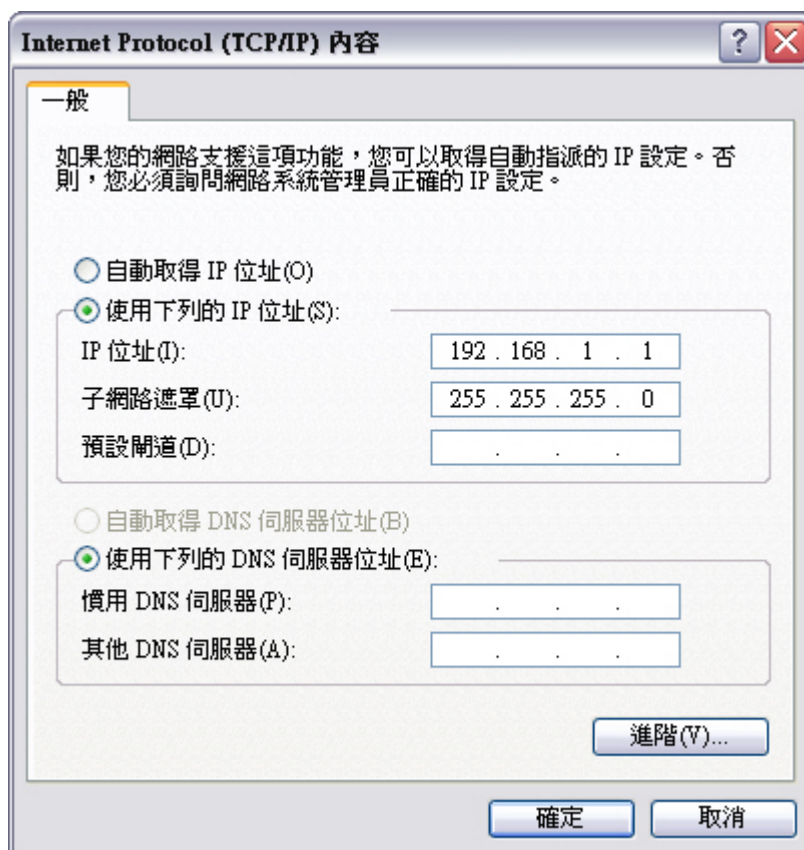 Internet Protocol (TCP/IP) 內容
一般
如果您的網路支援這項功能，您可以取得自動指派的 IP 設定。否
則，您必須詢問網路系統管理員正確的 IP 設定。
自動取得 IP 位址(O)
使用下列的 IP 位址(S):
IP 位址(I): 192 . 168 . 1 . 1
子網路遮罩(U): 255 . 255 . 255 . 0
預設閘道(D): . . .
自動取得 DNS 伺服器位址(B)
使用下列的 DNS 伺服器位址(E):
慣用 DNS 伺服器(P): . . .
其他 DNS 伺服器(A): . . .
進階(V)...
確定 取消